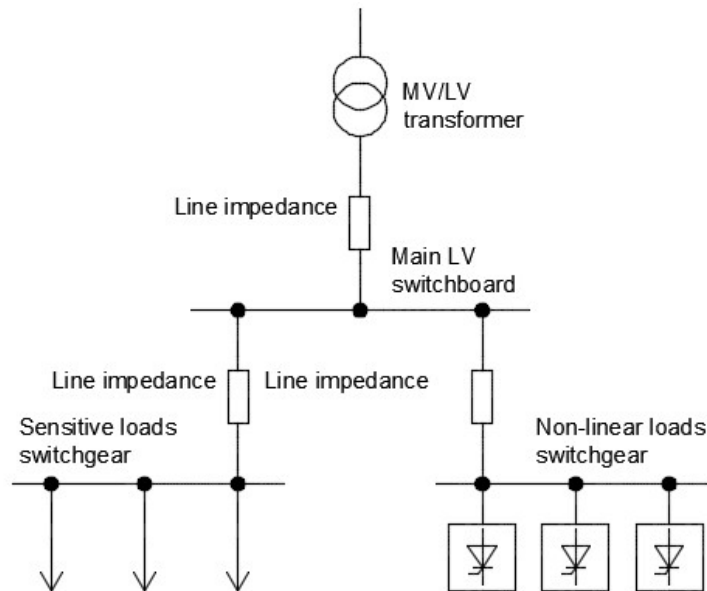 MV/LV
transformer
Line impedance
Main LV
switchboard
Line impedance
Line impedance
Sensitive loads
switchgear
Non-linear loads
switchgear